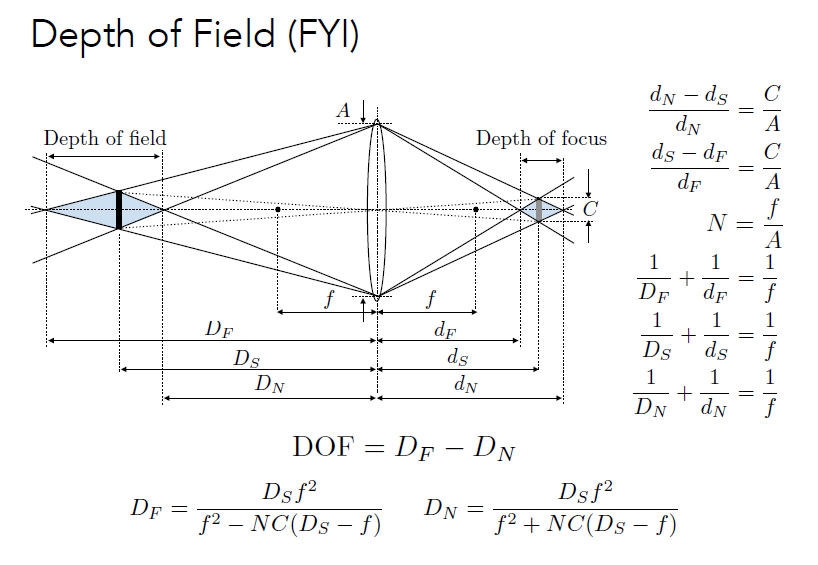 Depth of Field (FYI)
A
Depth of field
Depth of focus
C
f f
D_F d_F
D_S d_S
D_N d_N
\frac{d_N - d_S}{d_N} = \frac{C}{A}
\frac{d_S - d_F}{d_F} = \frac{C}{A}
N = \frac{f}{A}
\frac{1}{D_F} + \frac{1}{d_F} = \frac{1}{f}
\frac{1}{D_S} + \frac{1}{d_S} = \frac{1}{f}
\frac{1}{D_N} + \frac{1}{d_N} = \frac{1}{f}
DOF = D_F − D_N
D_F = \frac{D_S f^2}{f^2 - NC(D_S - f)} D_N = \frac{D_S f^2}{f^2 + NC(D_S - f)}